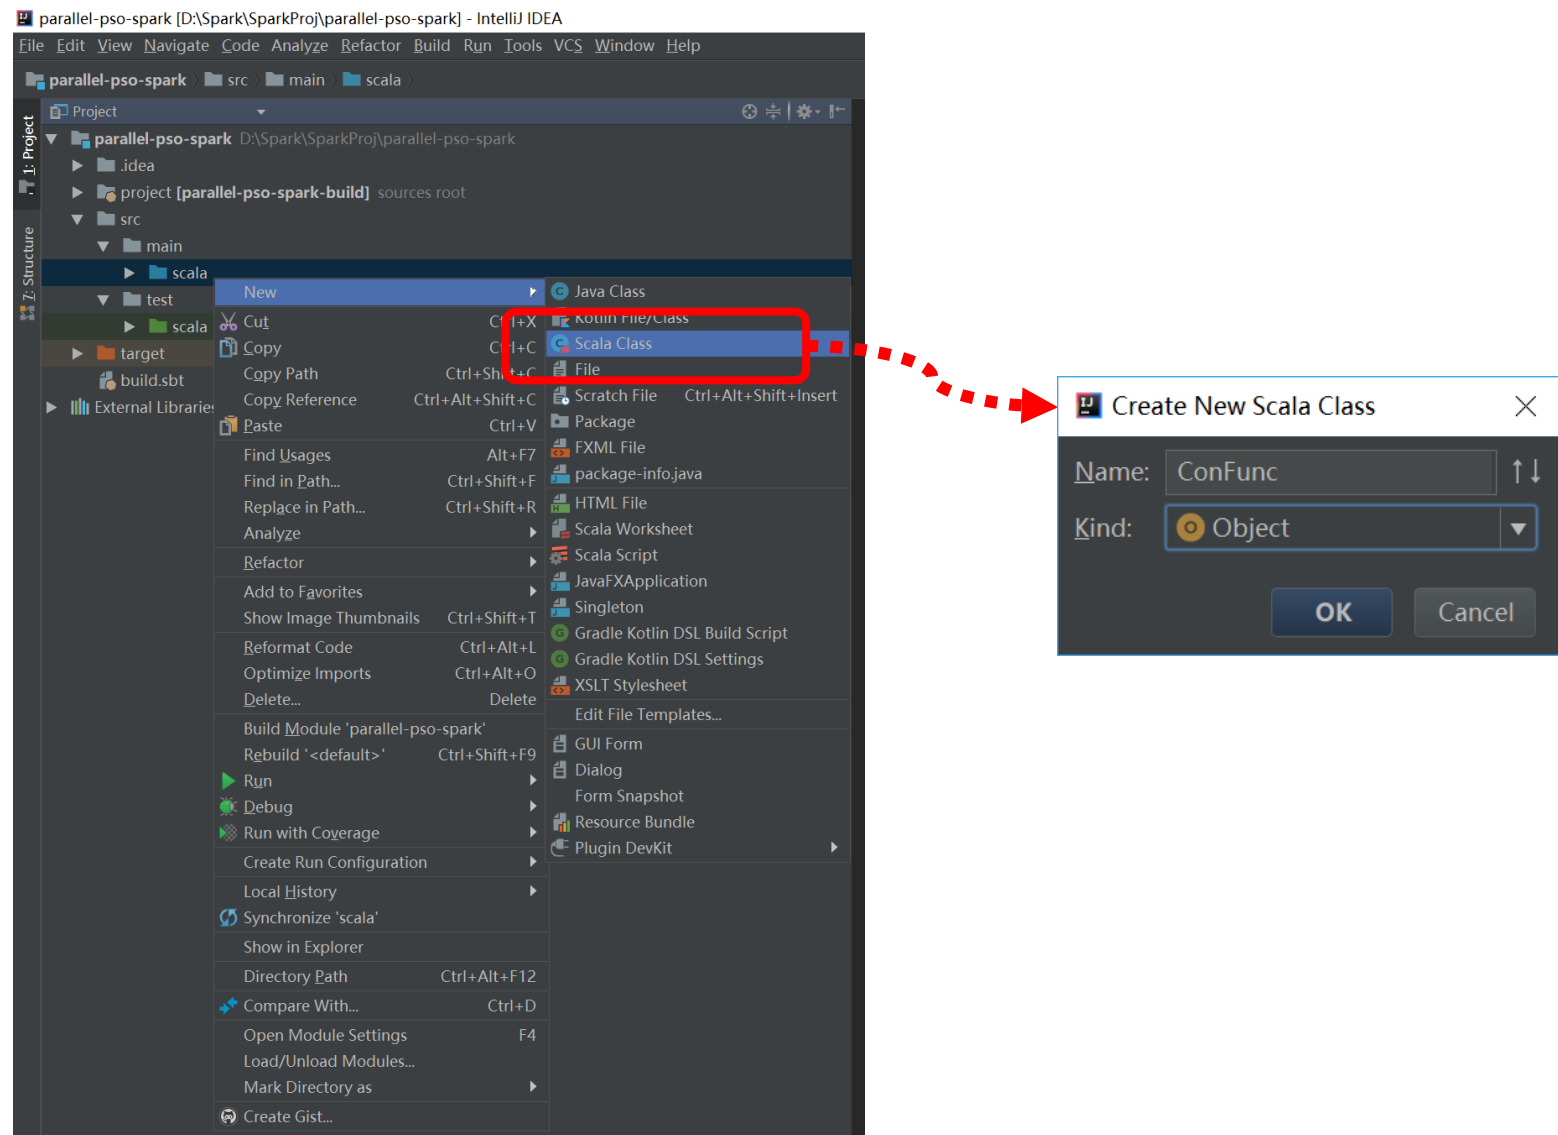 parallel-pso-spark [D:\Spark\SparkProj\parallel-pso-spark] - IntelliJ IDEA
File Edit View Navigate Code Analyze Refactor Build Run Tools VCS Window Help
parallel-pso-spark src main scala
Project
1: Project
7: Structure
parallel-pso-spark D:\Spark\SparkProj\parallel-pso-spark
.idea
project [parallel-pso-spark-build] sources root
src
main
scala
test
scala
target
build.sbt
External Libraries
New
Cut Ctrl+X
Copy Ctrl+C
Copy Path Ctrl+Shift+C
Copy Reference Ctrl+Alt+Shift+C
Paste Ctrl+V
Find Usages Alt+F7
Find in Path... Ctrl+Shift+F
Replace in Path... Ctrl+Shift+R
Analyze
Refactor
Add to Favorites
Show Image Thumbnails Ctrl+Shift+T
Reformat Code Ctrl+Alt+L
Optimize Imports Ctrl+Alt+O
Delete... Delete
Build Module 'parallel-pso-spark'
Rebuild '<default>' Ctrl+Shift+F9
Run
Debug
Run with Coverage
Create Run Configuration
Local History
Synchronize 'scala'
Show in Explorer
Directory Path Ctrl+Alt+F12
Compare With... Ctrl+D
Open Module Settings F4
Load/Unload Modules...
Mark Directory as
Create Gist...
Java Class
Kotlin File/Class
Scala Class
File
Scratch File Ctrl+Alt+Shift+Insert
Package
FXML File
package-info.java
HTML File
Scala Worksheet
Scala Script
JavaFXApplication
Singleton
Gradle Kotlin DSL Build Script
Gradle Kotlin DSL Settings
XSLT Stylesheet
Edit File Templates...
GUI Form
Dialog
Form Snapshot
Resource Bundle
Plugin DevKit
Create New Scala Class
Name: ConFunc
Kind: Object
OK Cancel